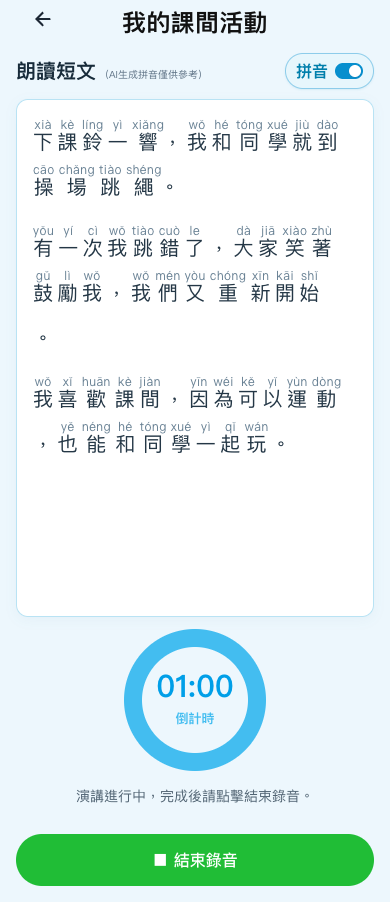 我的課間活動
朗讀短文 (AI生成拼音僅供參考) 拼音
xià kè líng yì xiǎng wǒ hé tóng xué jiù dào
下課鈴一響，我和同學就到
cāo chǎng tiào shéng
操場跳繩。
yǒu yí cì wǒ tiào cuò le dà jiā xiào zhù
有一次我跳錯了，大家笑著
gǔ lì wǒ wǒ men yòu chóng xīn kāi shǐ
鼓勵我，我們又重新開始
。
wǒ xǐ huān kè jiàn yīn wéi kě yǐ yùn dòng
我喜歡課間，因為可以運動
yě néng hé tóng xué yì qǐ wán
，也能和同學一起玩。
01:00
倒計時
演講進行中，完成後請點擊結束錄音。
結束錄音